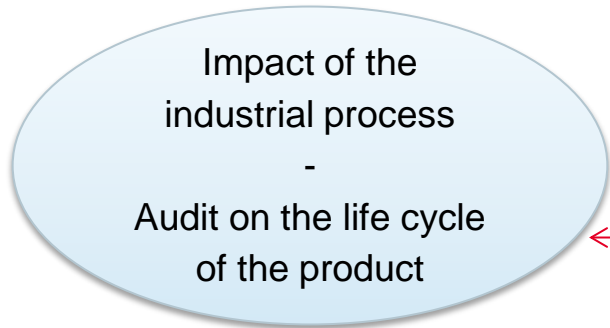 Impact of the
industrial process
-
Audit on the life cycle
of the product